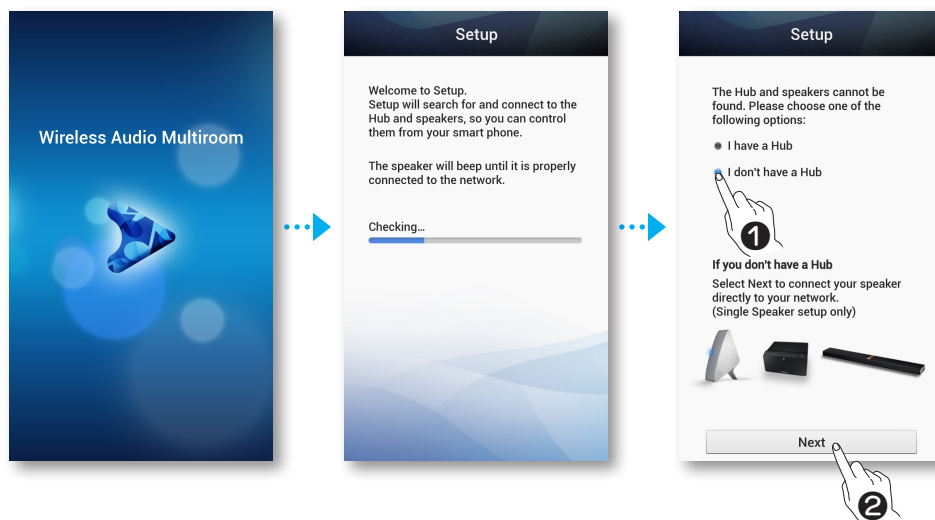 Wireless Audio Multiroom
Setup
Welcome to Setup.
Setup will search for and connect to the
Hub and speakers, so you can control
them from your smart phone.
The speaker will beep until it is properly
connected to the network.
Checking...
Setup
The Hub and speakers cannot be
found. Please choose one of the
following options:
I have a Hub
I don't have a Hub
1
If you don't have a Hub
Select Next to connect your speaker
directly to your network.
(Single Speaker setup only)
Next
2